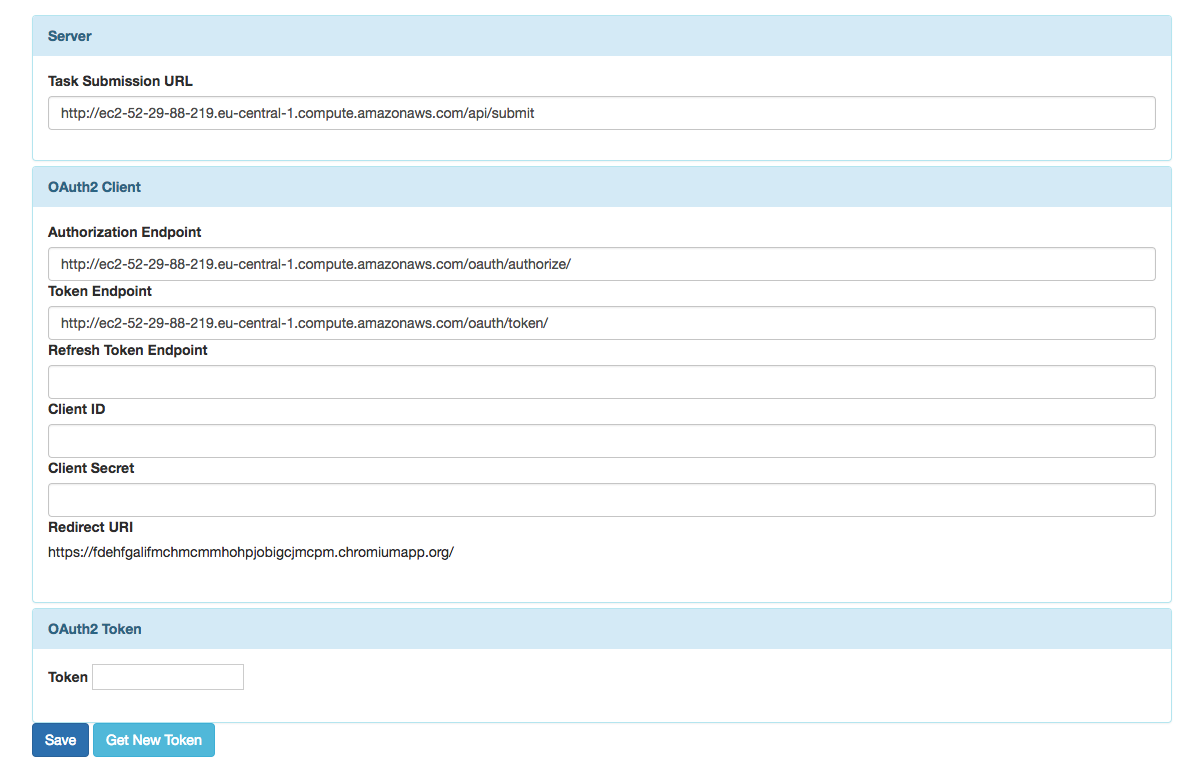 Server
Task Submission URL
http://ec2-52-29-88-219.eu-central-1.compute.amazonaws.com/api/submit
OAuth2 Client
Authorization Endpoint
http://ec2-52-29-88-219.eu-central-1.compute.amazonaws.com/oauth/authorize/
Token Endpoint
http://ec2-52-29-88-219.eu-central-1.compute.amazonaws.com/oauth/token/
Refresh Token Endpoint
Client ID
Client Secret
Redirect URI
https://fdehfgalifmchmcmmhohpjobigcjmcpm.chromiumapp.org/
OAuth2 Token
Token
Save Get New Token